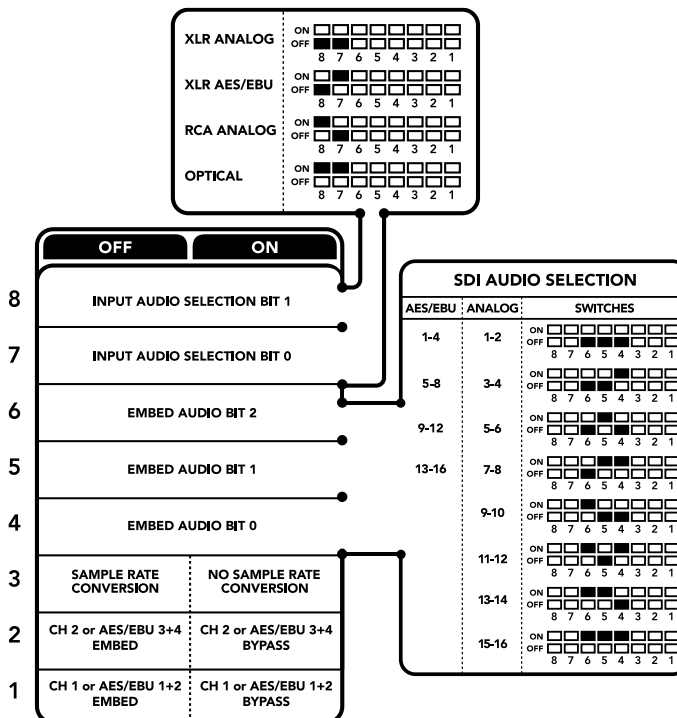 XLR ANALOG
ON
OFF
8 7 6 5 4 3 2 1
XLR AES/EBU
ON
OFF
8 7 6 5 4 3 2 1
RCA ANALOG
ON
OFF
8 7 6 5 4 3 2 1
OPTICAL
ON
OFF
8 7 6 5 4 3 2 1
OFF ON
8 INPUT AUDIO SELECTION BIT 1
7 INPUT AUDIO SELECTION BIT 0
6 EMBED AUDIO BIT 2
5 EMBED AUDIO BIT 1
4 EMBED AUDIO BIT 0
3 SAMPLE RATE CONVERSION NO SAMPLE RATE CONVERSION
2 CH 2 or AES/EBU 3+4 EMBED CH 2 or AES/EBU 3+4 BYPASS
1 CH 1 or AES/EBU 1+2 EMBED CH 1 or AES/EBU 1+2 BYPASS
SDI AUDIO SELECTION
AES/EBU ANALOG SWITCHES
1-4 1-2 ON
OFF
8 7 6 5 4 3 2 1
5-8 3-4 ON
OFF
8 7 6 5 4 3 2 1
9-12 5-6 ON
OFF
8 7 6 5 4 3 2 1
13-16 7-8 ON
OFF
8 7 6 5 4 3 2 1
9-10 ON
OFF
8 7 6 5 4 3 2 1
11-12 ON
OFF
8 7 6 5 4 3 2 1
13-14 ON
OFF
8 7 6 5 4 3 2 1
15-16 ON
OFF
8 7 6 5 4 3 2 1